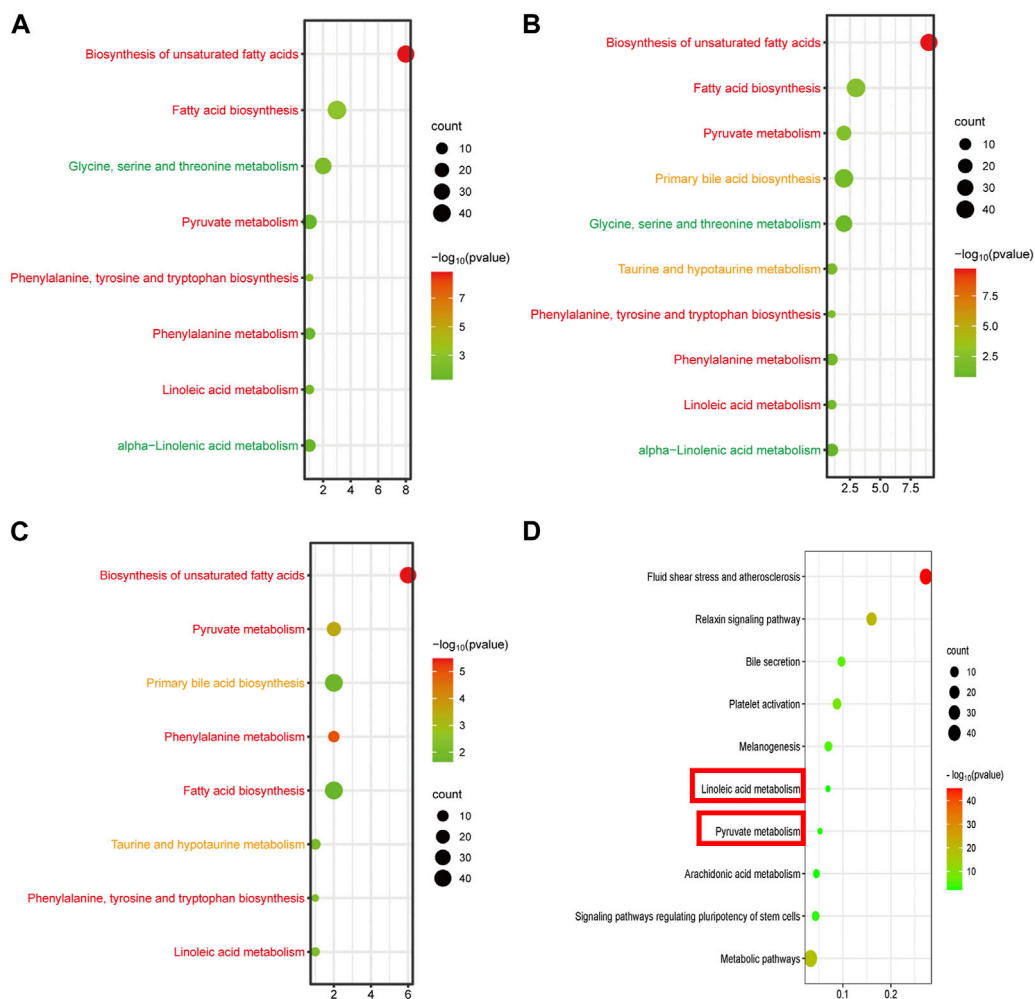 A
Biosynthesis of unsaturated fatty acids
Fatty acid biosynthesis
Glycine, serine and threonine metabolism
Pyruvate metabolism
Phenylalanine, tyrosine and tryptophan biosynthesis
Phenylalanine metabolism
Linoleic acid metabolism
alpha−Linolenic acid metabolism
2 4 6 8
count
10
20
30
40
−log10(pvalue)
7
5
3
B
Biosynthesis of unsaturated fatty acids
Fatty acid biosynthesis
Pyruvate metabolism
Primary bile acid biosynthesis
Glycine, serine and threonine metabolism
Taurine and hypotaurine metabolism
Phenylalanine, tyrosine and tryptophan biosynthesis
Phenylalanine metabolism
Linoleic acid metabolism
alpha−Linolenic acid metabolism
2.5 5.0 7.5
count
10
20
30
40
−log10(pvalue)
7.5
5.0
2.5
C
Biosynthesis of unsaturated fatty acids
Pyruvate metabolism
Primary bile acid biosynthesis
Phenylalanine metabolism
Fatty acid biosynthesis
Taurine and hypotaurine metabolism
Phenylalanine, tyrosine and tryptophan biosynthesis
Linoleic acid metabolism
2 4 6
−log10(pvalue)
5
4
3
2
count
10
20
30
40
D
Fluid shear stress and atherosclerosis
Relaxin signaling pathway
Bile secretion
Platelet activation
Melanogenesis
Linoleic acid metabolism
Pyruvate metabolism
Arachidonic acid metabolism
Signaling pathways regulating pluripotency of stem cells
Metabolic pathways
0.1 0.2
count
10
20
30
40
- log10(pvalue)
40
30
20
10